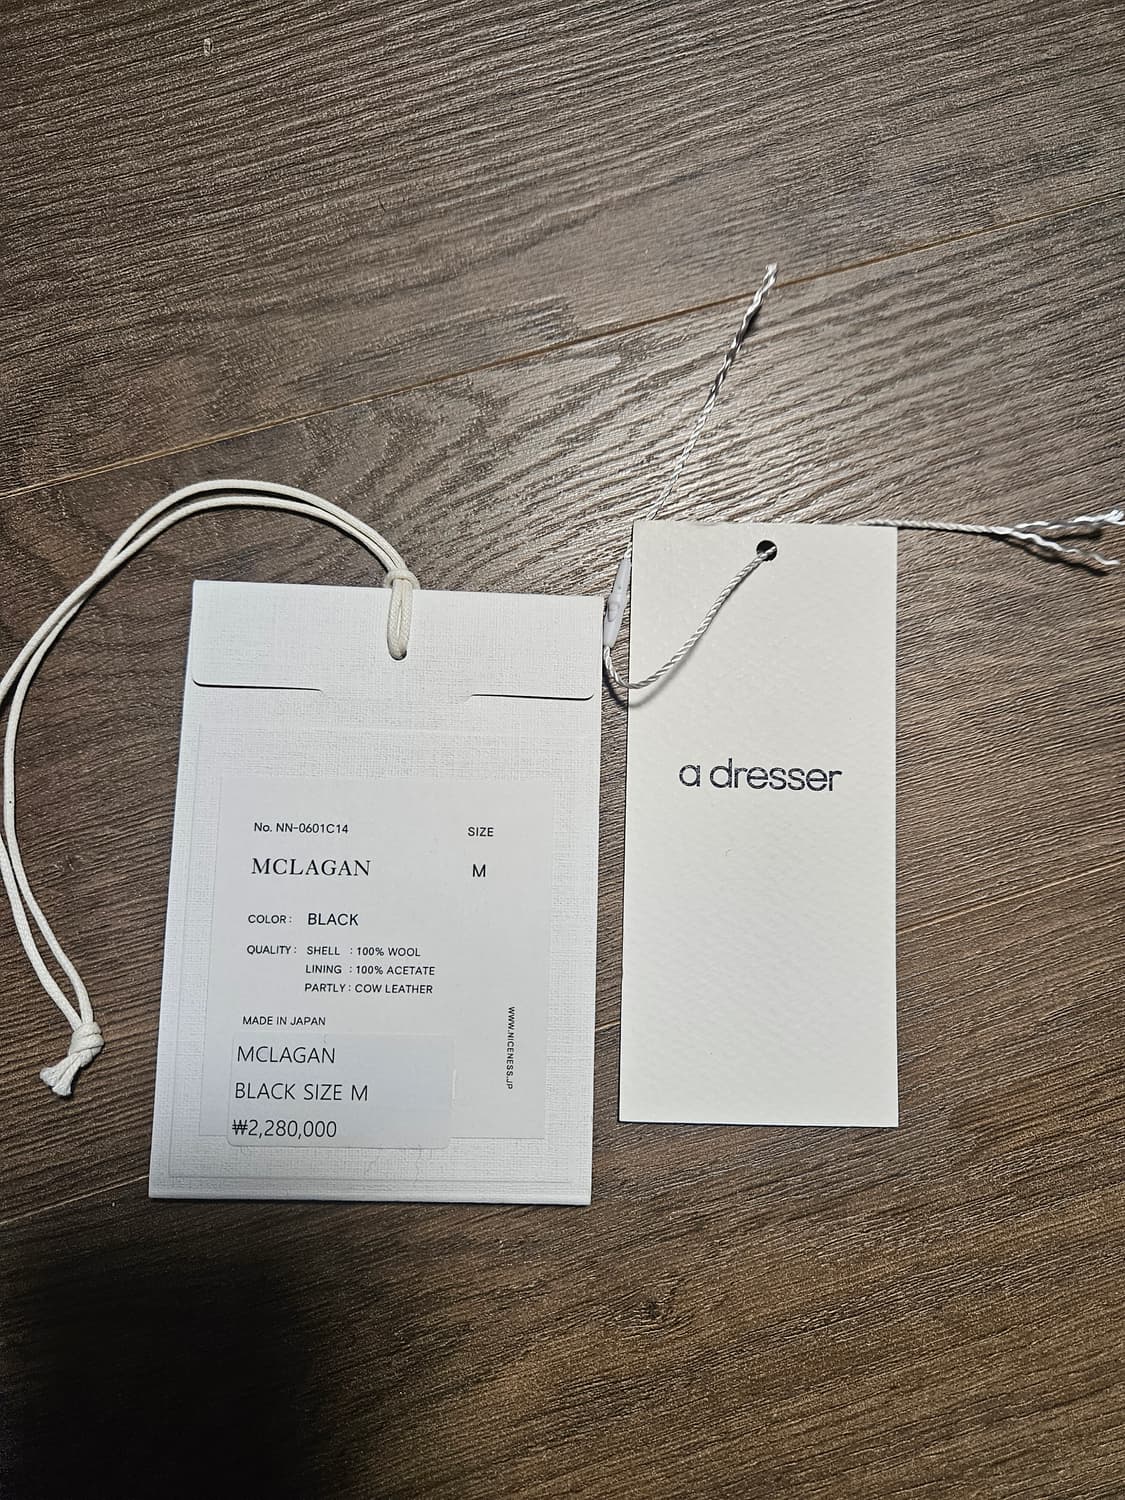 No. NN-0601C14
SIZE
MCLAGAN
M
COLOR : BLACK
QUALITY : SHELL : 100% WOOL
LINING : 100% ACETATE
PARTLY : COW LEATHER
MADE IN JAPAN
WWW.NICENESS.JP
MCLAGAN
BLACK SIZE M
₩2,280,000
a dresser